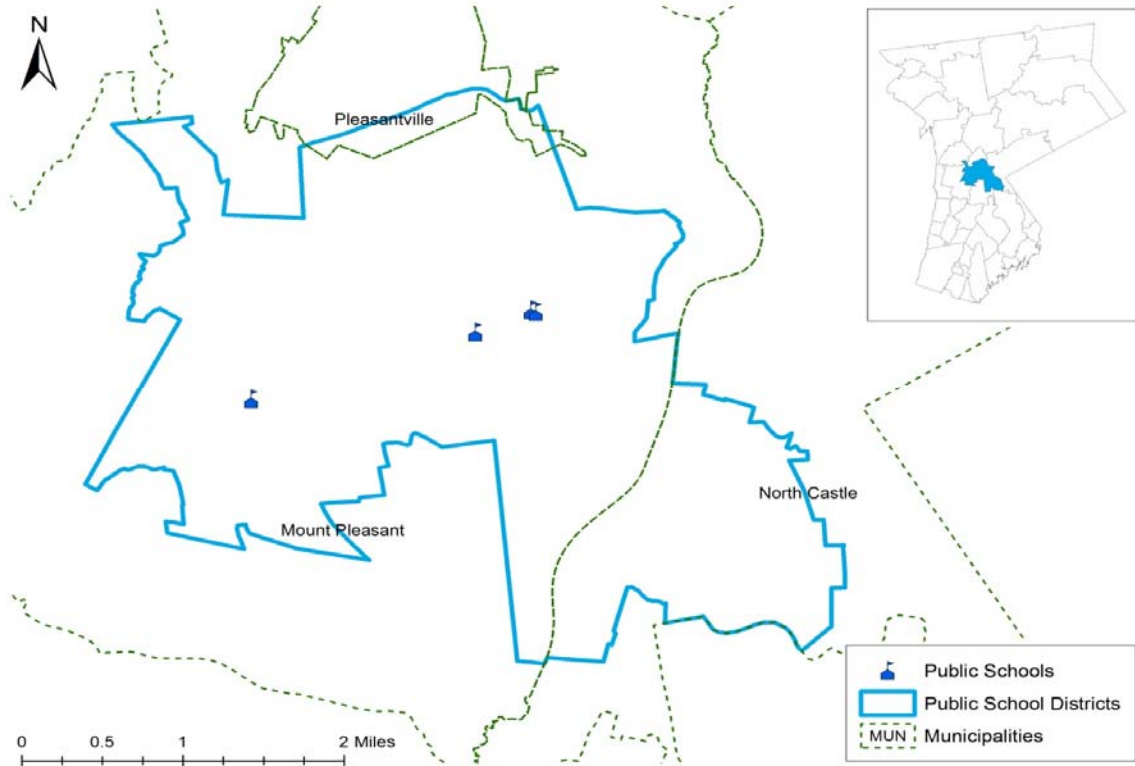 N
Pleasantville
North Castle
Mount Pleasant
Public Schools
Public School Districts
MUN Municipalities
0 0.5 1 2 Miles